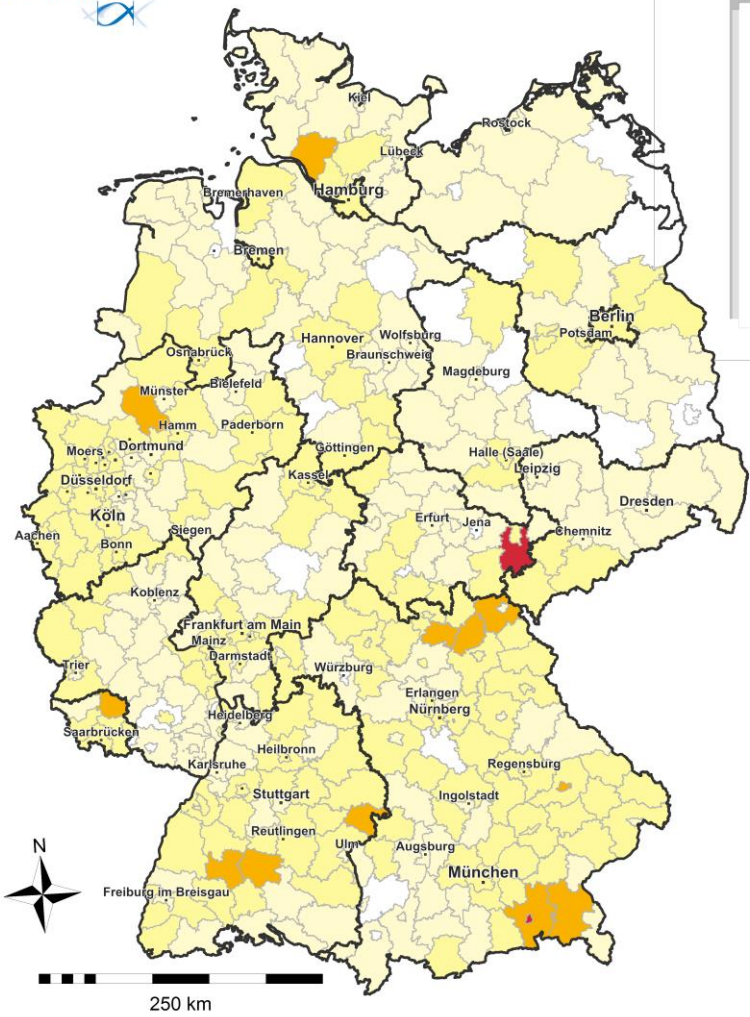 Kiel
Rostock
Lübeck
Bremerhaven
Hamburg
Bremen
Berlin
Hannover
Wolfsburg
Potsdam
Osnabrück
Braunschweig
Magdeburg
Münster
Bielefeld
Hamm
Paderborn
Moers
Dortmund
Göttingen
Halle (Saale)
Leipzig
Düsseldorf
Kassel
Dresden
Köln
Erfurt
Jena
Chemnitz
Aachen
Bonn
Siegen
Koblenz
Frankfurt am Main
Mainz
Darmstadt
Trier
Würzburg
Erlangen
Nürnberg
Heidelberg
Saarbrücken
Heilbronn
Karlsruhe
Regensburg
Stuttgart
Ingolstadt
Reutlingen
Ulm
Augsburg
München
N
Freiburg im Breisgau
250 km